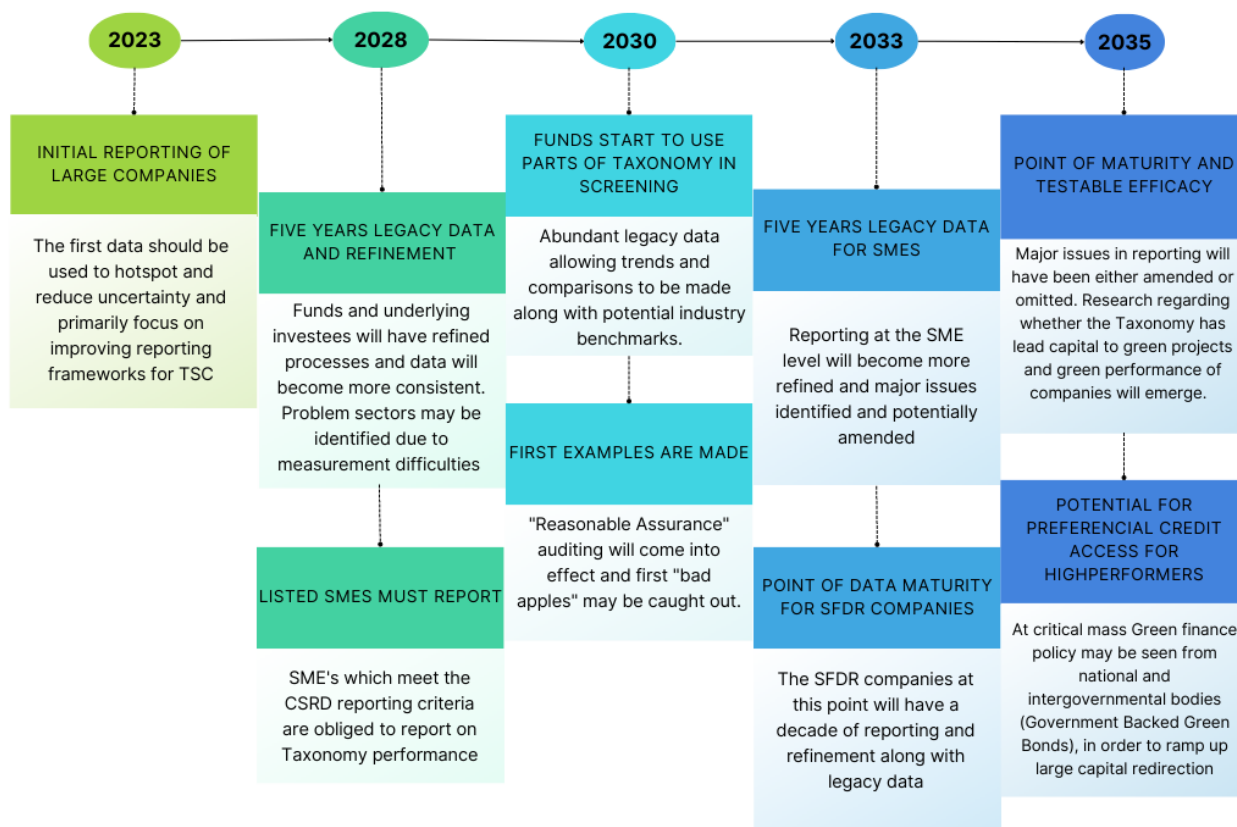 2023
2028
2030
2033
2035
INITIAL REPORTING OF
LARGE COMPANIES
The first data should be
used to hotspot and
reduce uncertainty and
primarily focus on
improving reporting
frameworks for TSC
FIVE YEARS LEGACY DATA
AND REFINEMENT
Funds and underlying
investees will have refined
processes and data will
become more consistent.
Problem sectors may be
identified due to
measurement difficulties
LISTED SMES MUST REPORT
SME's which meet the
CSRD reporting criteria
are obliged to report on
Taxonomy performance
FUNDS START TO USE
PARTS OF TAXONOMY IN
SCREENING
Abundant legacy data
allowing trends and
comparisons to be made
along with potential industry
benchmarks.
FIRST EXAMPLES ARE MADE
"Reasonable Assurance"
auditing will come into
effect and first "bad
apples" may be caught out.
FIVE YEARS LEGACY DATA
FOR SMES
Reporting at the SME
level will become more
refined and major issues
identified and potentially
amended
POINT OF DATA MATURITY
FOR SFDR COMPANIES
The SFDR companies at
this point will have a
decade of reporting and
refinement along with
legacy data
POINT OF MATURITY AND
TESTABLE EFFICACY
Major issues in reporting will
have been either amended or
omitted. Research regarding
whether the Taxonomy has
lead capital to green projects
and green performance of
companies will emerge.
POTENTIAL FOR
PREFERENCIAL CREDIT
ACCESS FOR
HIGHPERFORMERS
At critical mass Green finance
policy may be seen from
national and
intergovernmental bodies
(Government Backed Green
Bonds), in order to ramp up
large capital redirection